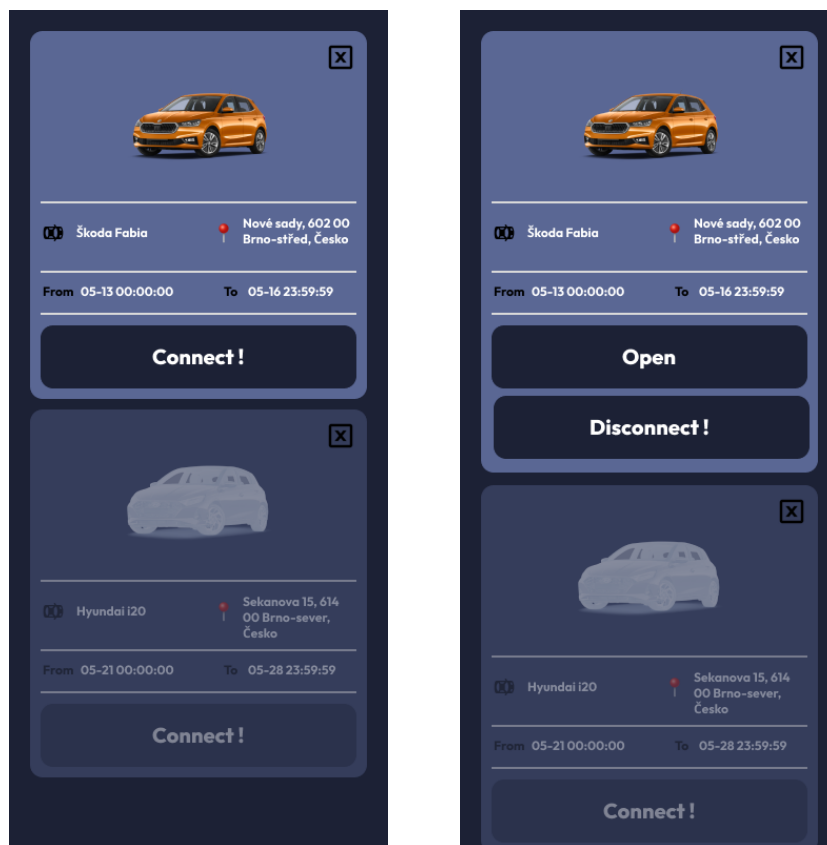 X
Škoda Fabia
Nové sady, 602 00
Brno-střed, Česko
From 05-13 00:00:00
To 05-16 23:59:59
Connect !
X
Hyundai i20
Sekanova 15, 614
00 Brno-sever,
Česko
From 05-21 00:00:00
To 05-28 23:59:59
Connect !
X
Škoda Fabia
Nové sady, 602 00
Brno-střed, Česko
From 05-13 00:00:00
To 05-16 23:59:59
Open
Disconnect !
X
Hyundai i20
Sekanova 15, 614
00 Brno-sever,
Česko
From 05-21 00:00:00
To 05-28 23:59:59
Connect !